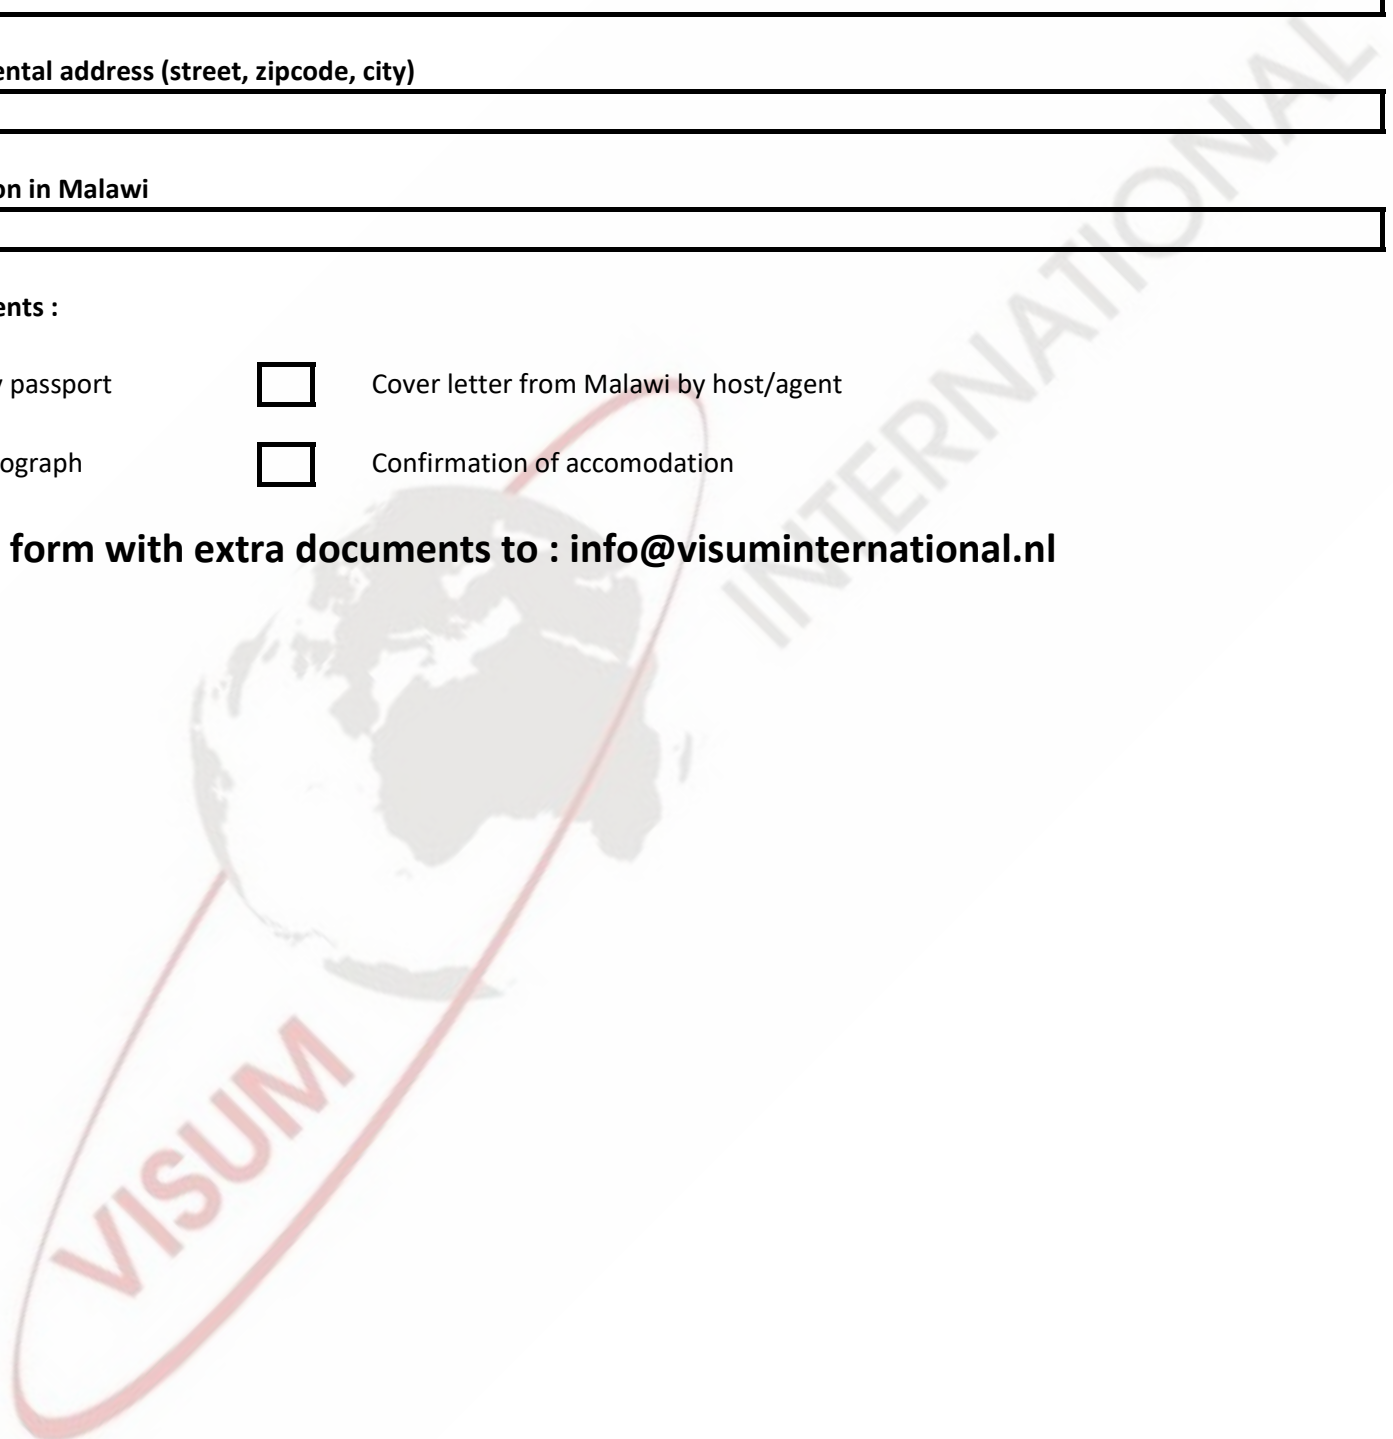 ental address (street, zipcode, city)
on in Malawi
ents :
y passport Cover letter from Malawi by host/agent
ograph Confirmation of accomodation
form with extra documents to : info@visuminternational.nl
INTERNATIONAL
VISUM